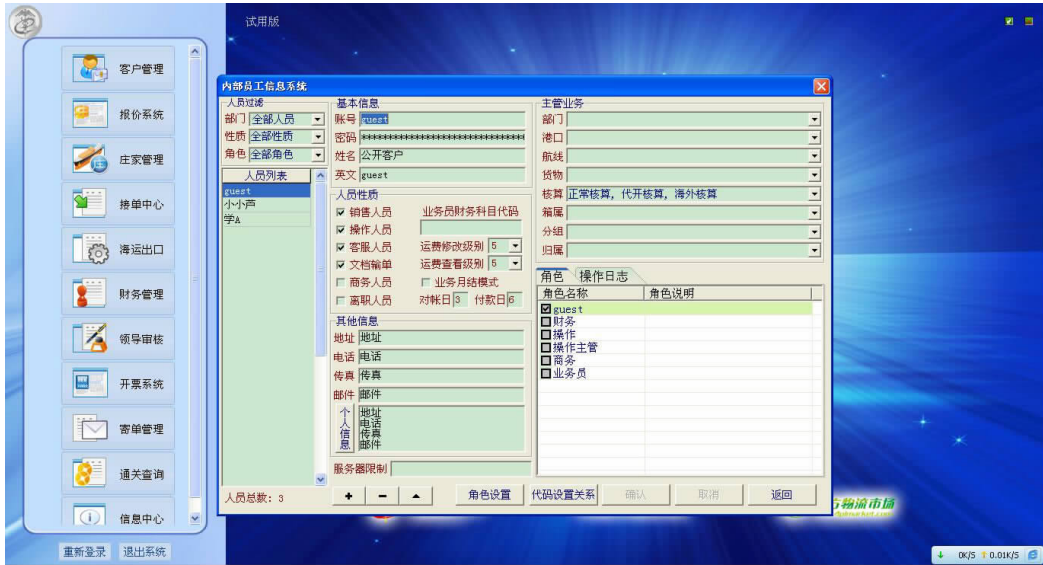 试用版
客户管理
报价系统
庄家管理
接单中心
海运出口
财务管理
领导审核
开票系统
寄单管理
通关查询
信息中心
重新登录 退出系统
内部员工信息系统
人员过滤
部门 全部人员
性质 全部性质
角色 全部角色
人员列表
guest
小小芦
学A
人员总数: 3
基本信息
账号 guest
密码 ****************************************
姓名 公开客户
英文 guest
人员性质
销售人员 业务员财务科目代码
操作人员
客服人员 运费修改级别 5
文档输单 运费查看级别 5
商务人员 业务月结模式
离职人员 对帐日 3 付款日 6
其他信息
地址 地址
电话 电话
传真 传真
邮件 邮件
个人信息
地址
电话
传真
邮件
服务器限制
+ - ▲ 角色设置 代码设置关系 确认 取消 返回
主管业务
部门
港口
航线
货物
核算 正常核算, 代开核算, 海外核算
箱属
分组
归属
角色 操作日志
角色名称 角色说明
guest
财务
操作
操作主管
商务
业务员
方物流市场
0K/S 0.01K/S